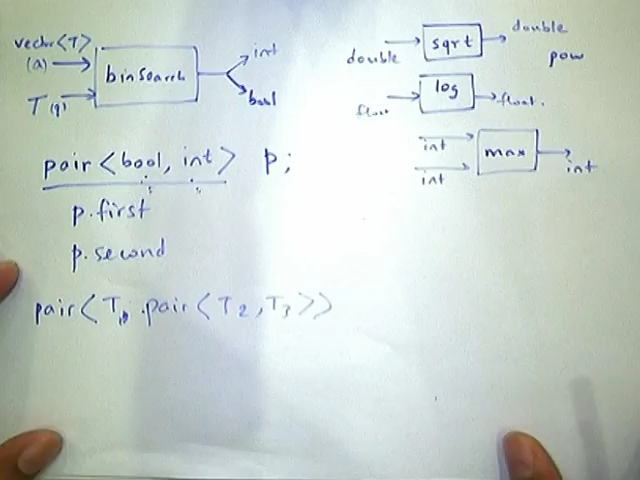 vector<T>
(a)
T (q)
binSearch
int
bool
pair<bool, int> p;
p.first
p.second
pair<T1, pair<T2, T3>>
double
sqrt
double
pow
float
log
float.
int
int
max
int